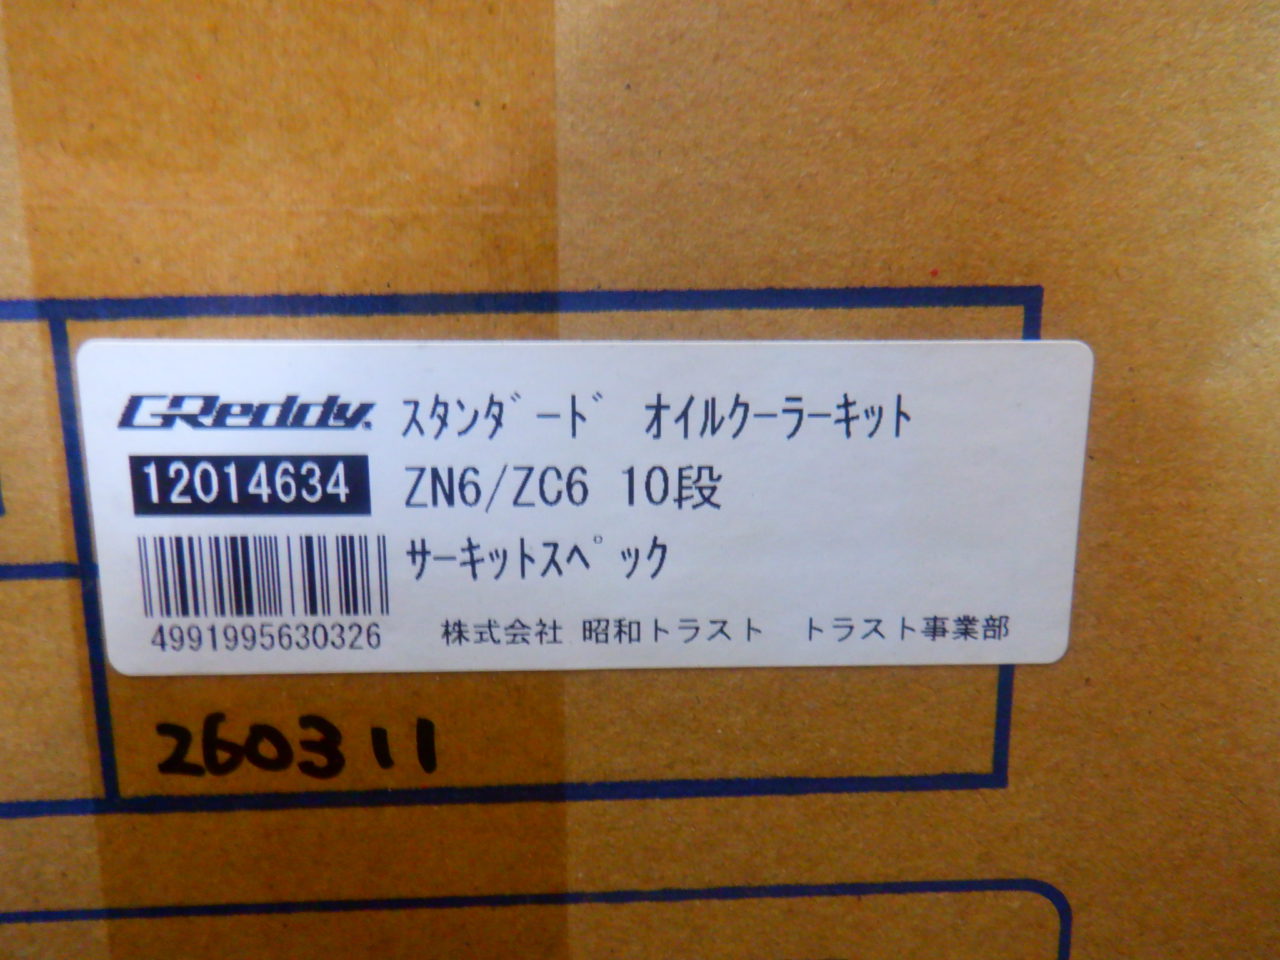 GReddy スタンダード オイルクーラーキット
12014634 ZN6/ZC6 10段
サーキットスペック
4991995630326 株式会社 昭和トラスト トラスト事業部
260311